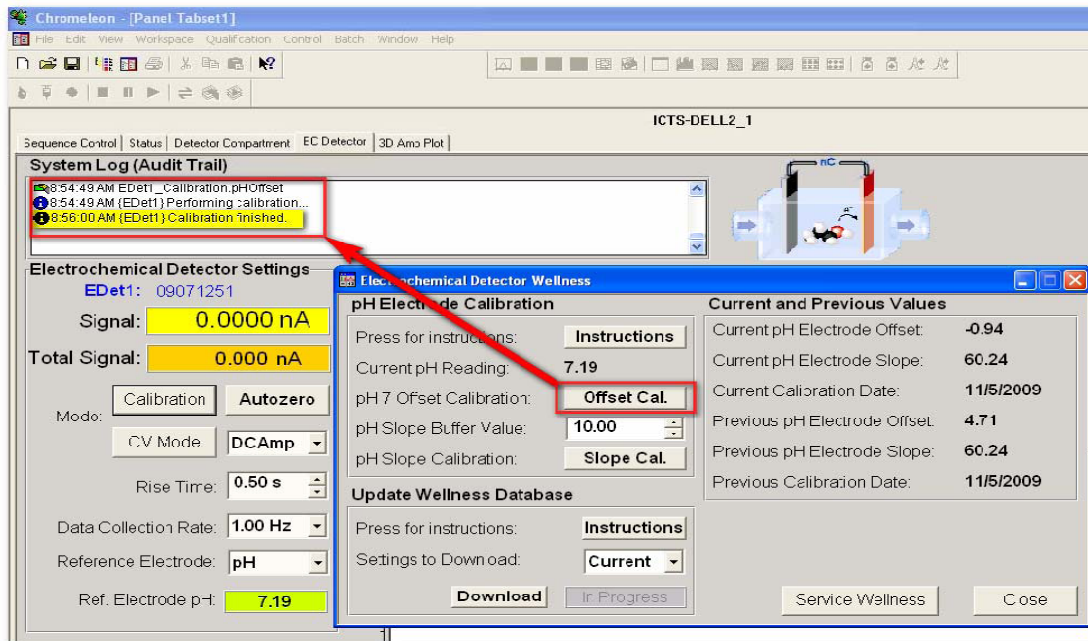 Chromeleon - [Panel Tabset1]
File Edit View Workspace Qualification Control Batch Window Help
ICTS-DELL2_1
Sequence Control Status Detector Compartment EC Detector 3D Amp Plot
System Log (Audit Trail)
8:54:49 AM EDet1_Calibration.pHOffset
8:54:49 AM {EDet1} Performing calibration...
8:56:00 AM {EDet1} Calibration finished.
nC
e⁻
Electrochemical Detector Settings
EDet1: 09071251
Signal: 0.0000 nA
Total Signal: 0.000 nA
Mode: Calibration Autozero
CV Mode DCAmp
Rise Time: 0.50 s
Data Collection Rate: 1.00 Hz
Reference Electrode: pH
Ref. Electrode pH: 7.19
Electrochemical Detector Wellness
pH Electrode Calibration
Press for instructions: Instructions
Current pH Reading: 7.19
pH 7 Offset Calibration: Offset Cal.
pH Slope Buffer Value: 10.00
pH Slope Calibration: Slope Cal.
Update Wellness Database
Press for instructions: Instructions
Settings to Download: Current
Download In Progress
Current and Previous Values
Current pH Electrode Offset: -0.94
Current pH Electrode Slope: 60.24
Current Calibration Date: 11/5/2009
Previous pH Electrode Offset: 4.71
Previous pH Electrode Slope: 60.24
Previous Calibration Date: 11/5/2009
Service Wellness Close